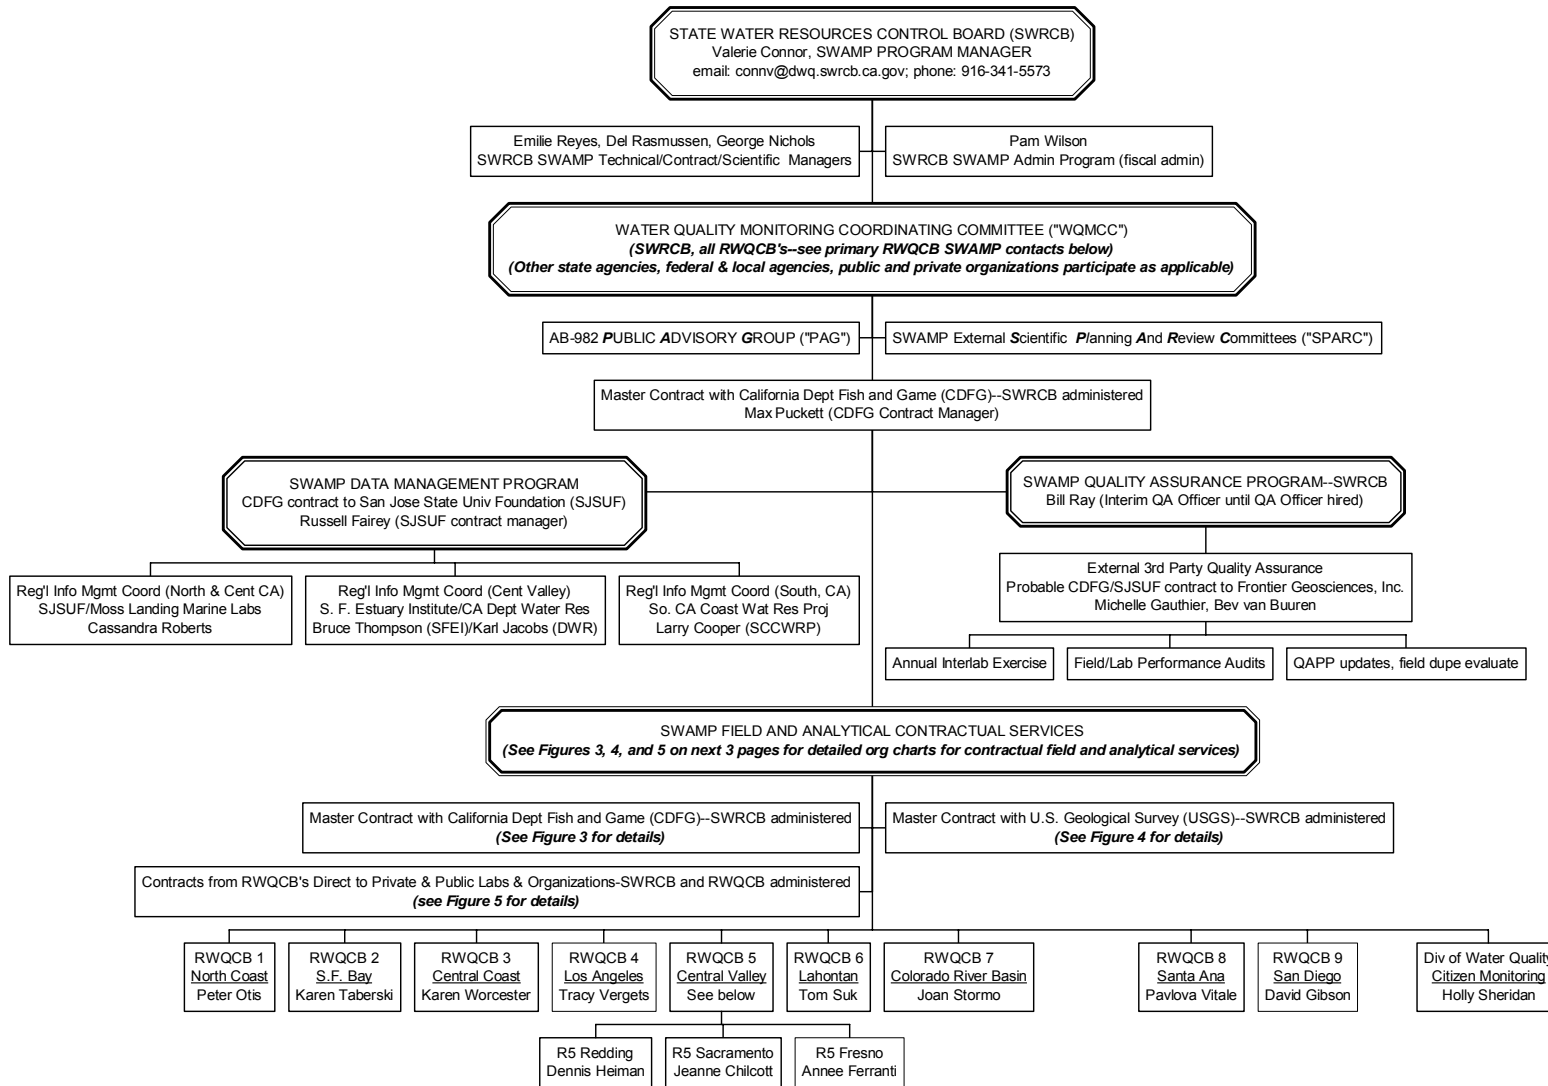 STATE WATER RESOURCES CONTROL BOARD (SWRCB)
Valerie Connor, SWAMP PROGRAM MANAGER
email: connv@dwq.swrcb.ca.gov; phone: 916-341-5573
Emilie Reyes, Del Rasmussen, George Nichols
SWRCB SWAMP Technical/Contract/Scientific Managers
Pam Wilson
SWRCB SWAMP Admin Program (fiscal admin)
WATER QUALITY MONITORING COORDINATING COMMITTEE ("WQMCC")
(SWRCB, all RWQCB's--see primary RWQCB SWAMP contacts below)
(Other state agencies, federal & local agencies, public and private organizations participate as applicable)
AB-982 PUBLIC ADVISORY GROUP ("PAG")
SWAMP External Scientific Planning And Review Committees ("SPARC")
Master Contract with California Dept Fish and Game (CDFG)--SWRCB administered
Max Puckett (CDFG Contract Manager)
SWAMP DATA MANAGEMENT PROGRAM
CDFG contract to San Jose State Univ Foundation (SJSUF)
Russell Fairey (SJSUF contract manager)
SWAMP QUALITY ASSURANCE PROGRAM--SWRCB
Bill Ray (Interim QA Officer until QA Officer hired)
Reg'l Info Mgmt Coord (North & Cent CA)
SJSUF/Moss Landing Marine Labs
Cassandra Roberts
Reg'l Info Mgmt Coord (Cent Valley)
S. F. Estuary Institute/CA Dept Water Res
Bruce Thompson (SFEI)/Karl Jacobs (DWR)
Reg'l Info Mgmt Coord (South, CA)
So. CA Coast Wat Res Proj
Larry Cooper (SCCWRP)
External 3rd Party Quality Assurance
Probable CDFG/SJSUF contract to Frontier Geosciences, Inc.
Michelle Gauthier, Bev van Buuren
Annual Interlab Exercise
Field/Lab Performance Audits
QAPP updates, field dupe evaluate
SWAMP FIELD AND ANALYTICAL CONTRACTUAL SERVICES
(See Figures 3, 4, and 5 on next 3 pages for detailed org charts for contractual field and analytical services)
Master Contract with California Dept Fish and Game (CDFG)--SWRCB administered
(See Figure 3 for details)
Master Contract with U.S. Geological Survey (USGS)--SWRCB administered
(See Figure 4 for details)
Contracts from RWQCB's Direct to Private & Public Labs & Organizations-SWRCB and RWQCB administered
(see Figure 5 for details)
RWQCB 1
North Coast
Peter Otis
RWQCB 2
S.F. Bay
Karen Taberski
RWQCB 3
Central Coast
Karen Worcester
RWQCB 4
Los Angeles
Tracy Vergets
RWQCB 5
Central Valley
See below
RWQCB 6
Lahontan
Tom Suk
RWQCB 7
Colorado River Basin
Joan Stormo
RWQCB 8
Santa Ana
Pavlova Vitale
RWQCB 9
San Diego
David Gibson
Div of Water Quality
Citizen Monitoring
Holly Sheridan
R5 Redding
Dennis Heiman
R5 Sacramento
Jeanne Chilcott
R5 Fresno
Annee Ferranti